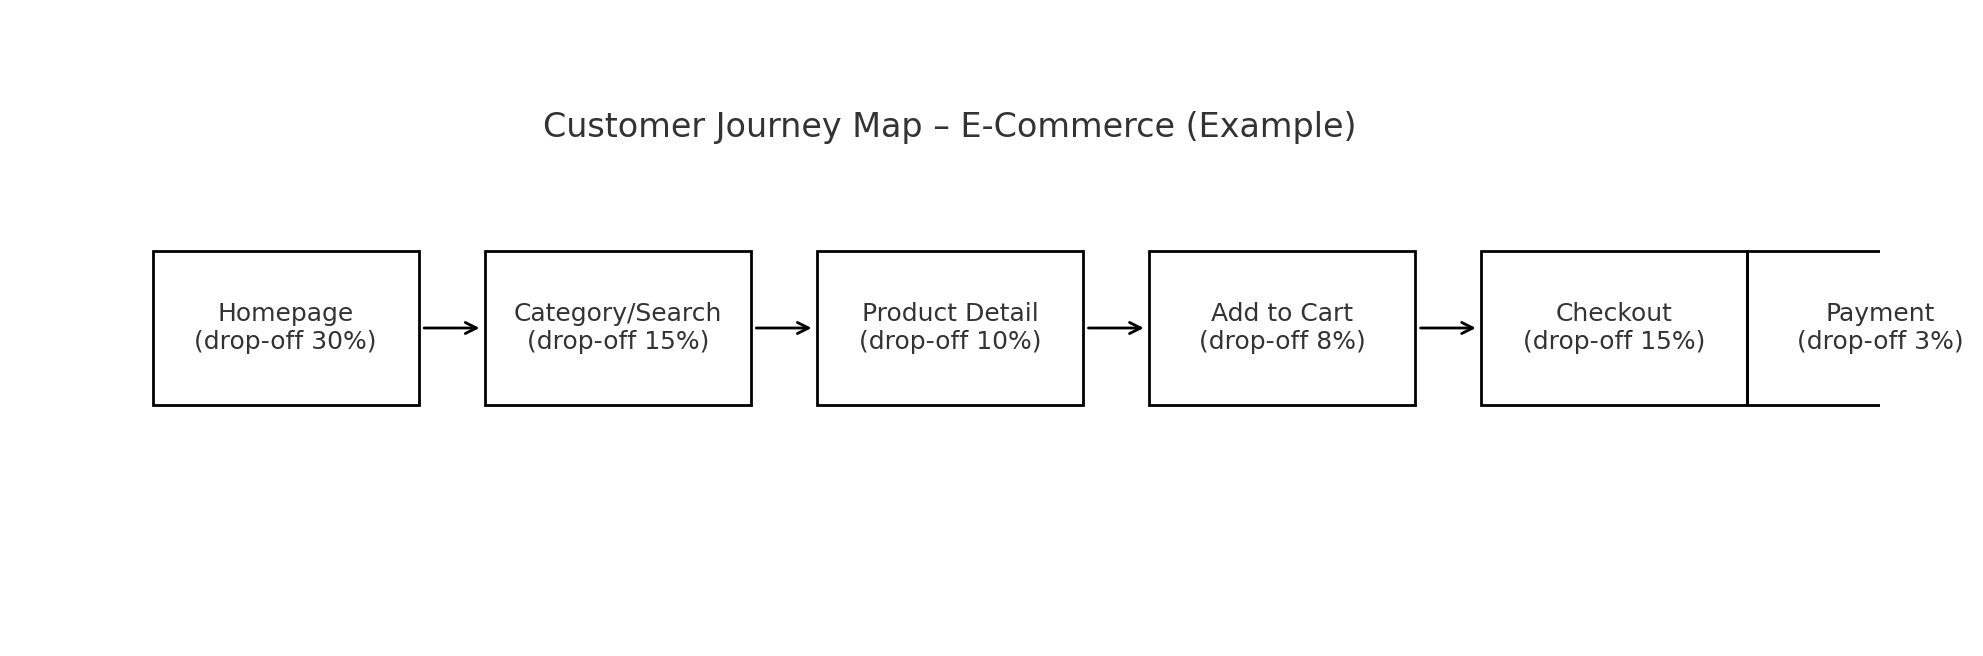 Customer Journey Map – E-Commerce (Example)
Homepage
(drop-off 30%)
Category/Search
(drop-off 15%)
Product Detail
(drop-off 10%)
Add to Cart
(drop-off 8%)
Checkout
(drop-off 15%)
Payment
(drop-off 3%)